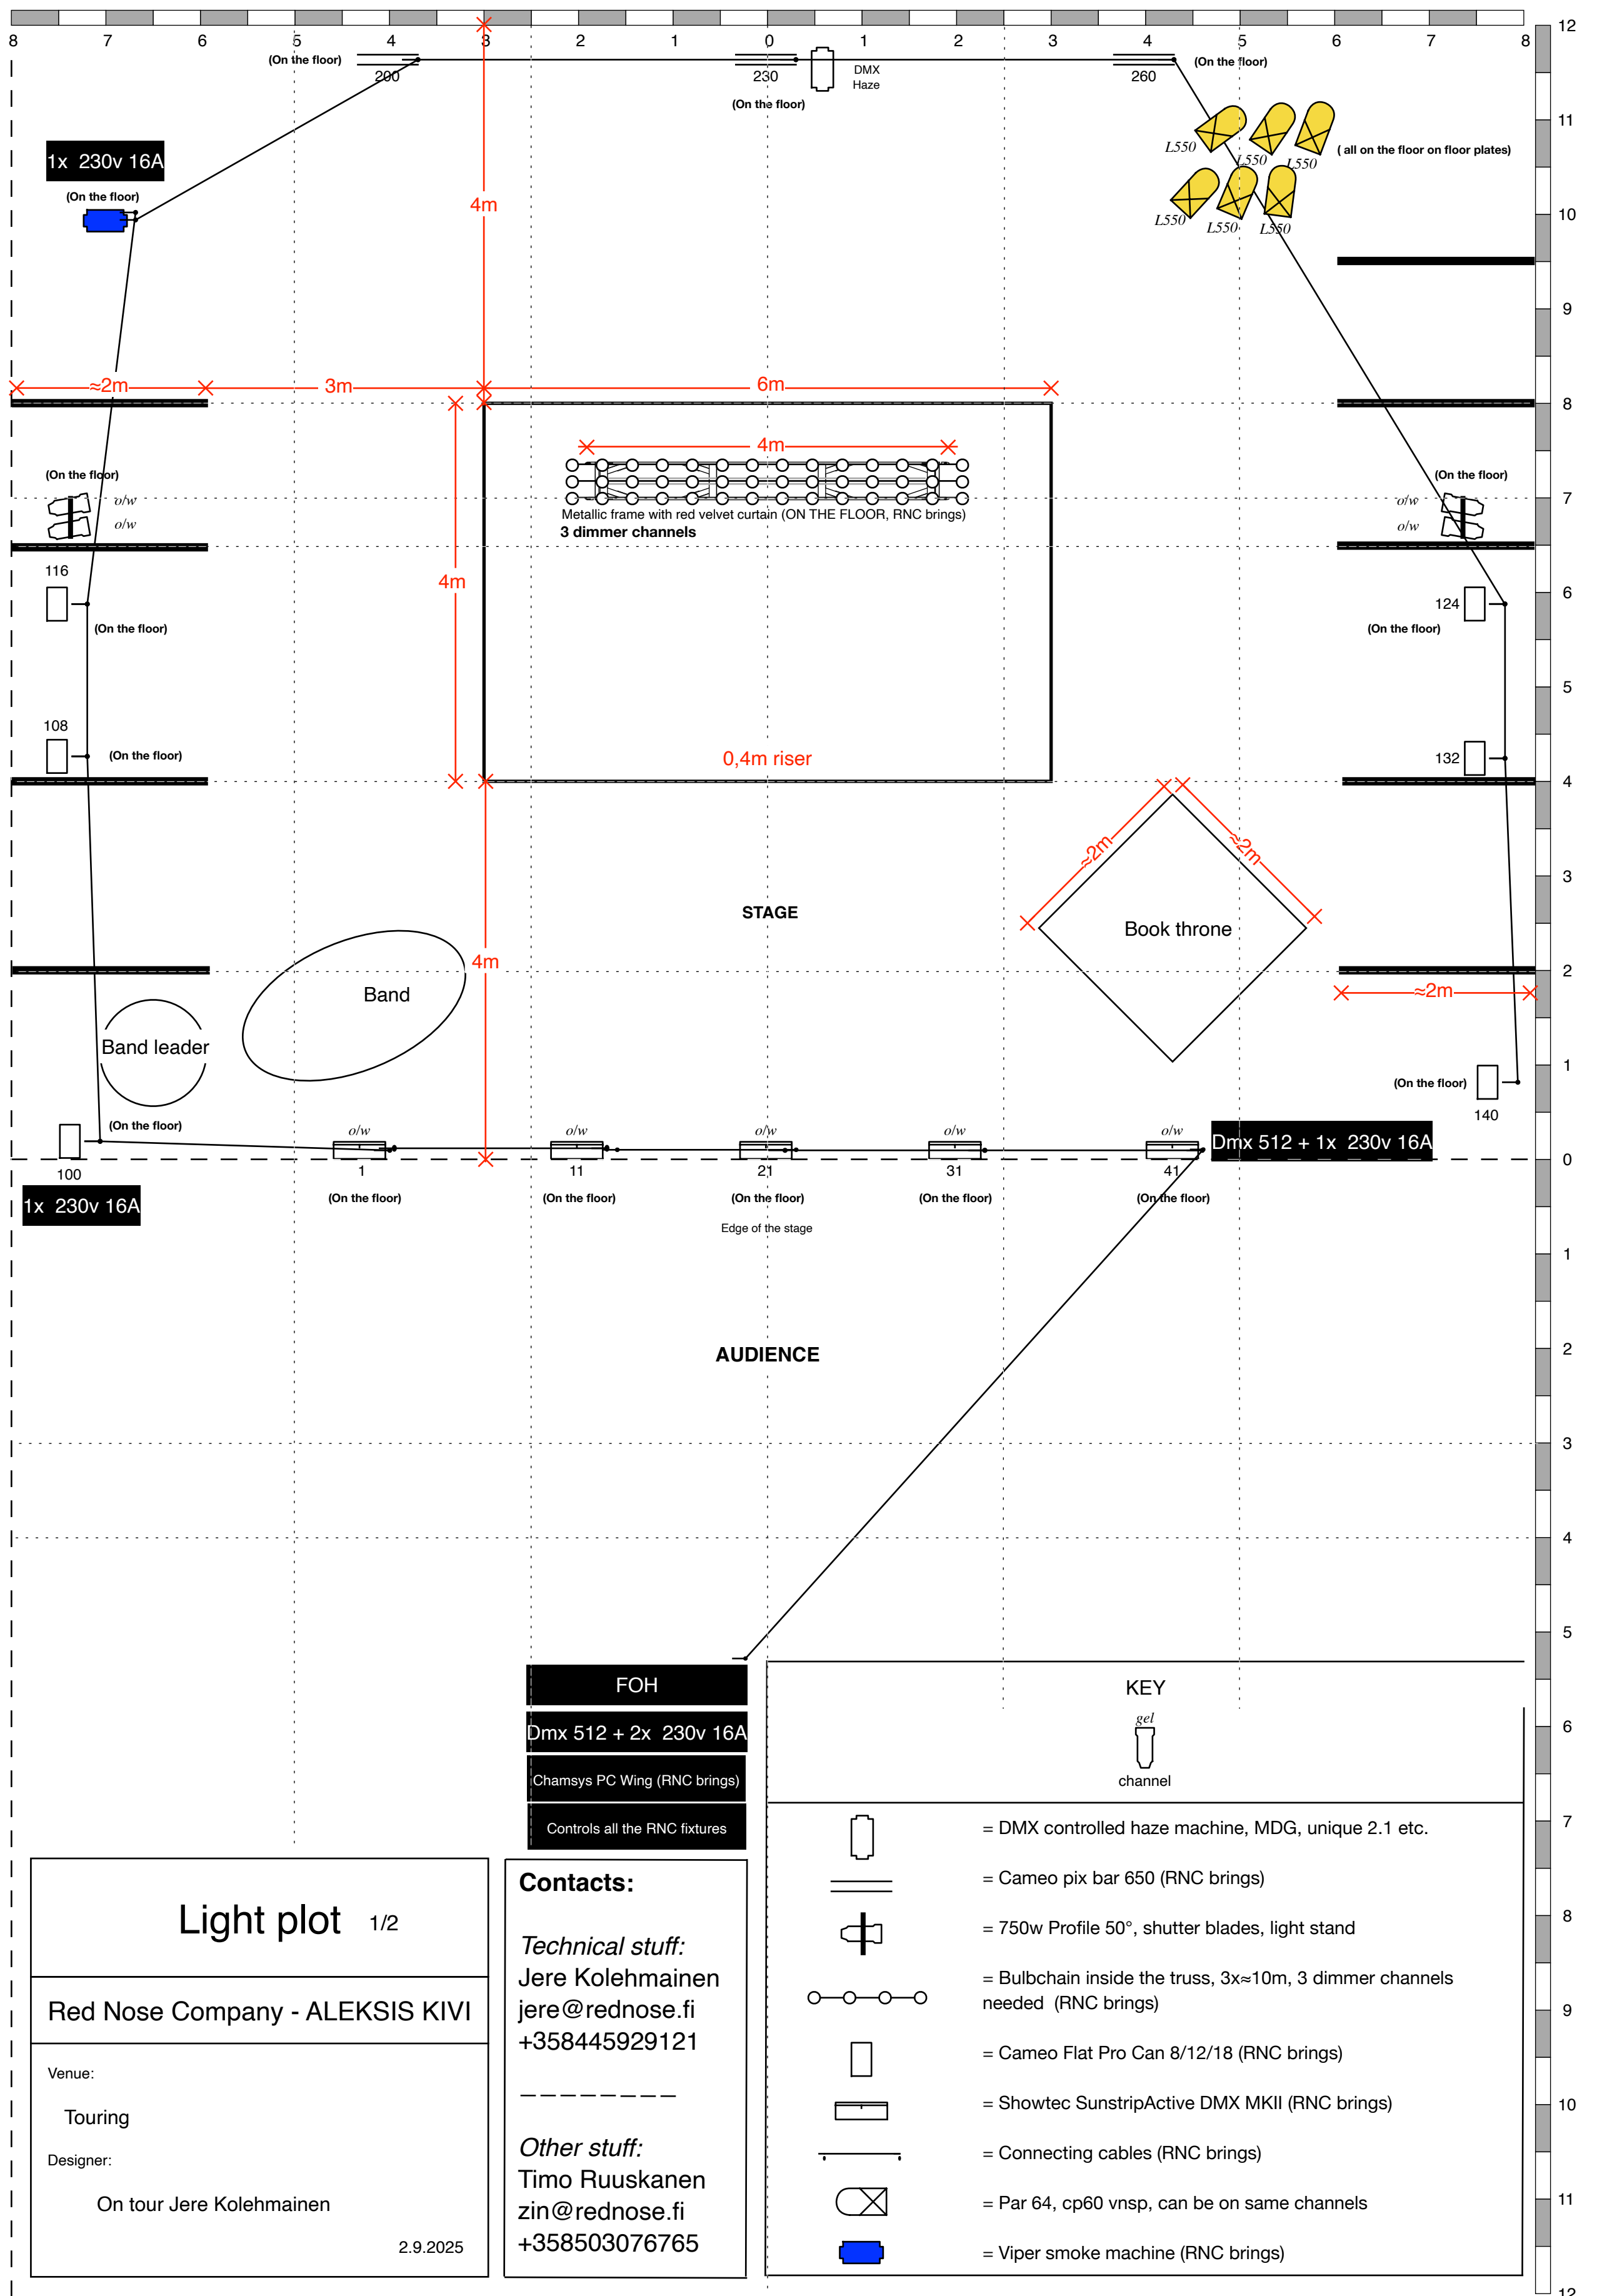 8 7 6 5 4 3 2 1 0 1 2 3 4 5 6 7 8
12
(On the floor)
200
230
DMX
Haze
(On the floor)
260
(On the floor)
11
1x 230v 16A
(On the floor)
4m
L550
L550
L550
( all on the floor on floor plates)
L550
L550
L550
10
9
≈2m
3m
6m
8
4m
Metallic frame with red velvet curtain (ON THE FLOOR, RNC brings)
3 dimmer channels
(On the floor)
o/w
o/w
(On the floor)
o/w
o/w
7
116
(On the floor)
4m
124
(On the floor)
6
5
108
(On the floor)
0,4m riser
132
4
≈2m
≈2m
3
STAGE
Book throne
4m
Band
2
≈2m
Band leader
1
(On the floor)
140
(On the floor)
100
1x 230v 16A
o/w
1
(On the floor)
o/w
11
(On the floor)
o/w
21
(On the floor)
o/w
31
(On the floor)
o/w
41
(On the floor)
Dmx 512 + 1x 230v 16A
0
Edge of the stage
1
AUDIENCE
2
3
4
5
6
7
8
9
10
11
12
FOH
Dmx 512 + 2x 230v 16A
Chamsys PC Wing (RNC brings)
Controls all the RNC fixtures
KEY
gel
channel
= DMX controlled haze machine, MDG, unique 2.1 etc.
= Cameo pix bar 650 (RNC brings)
= 750w Profile 50°, shutter blades, light stand
= Bulbchain inside the truss, 3x≈10m, 3 dimmer channels
needed (RNC brings)
= Cameo Flat Pro Can 8/12/18 (RNC brings)
= Showtec SunstripActive DMX MKII (RNC brings)
= Connecting cables (RNC brings)
= Par 64, cp60 vnsp, can be on same channels
= Viper smoke machine (RNC brings)
Light plot 1/2
Red Nose Company - ALEKSIS KIVI
Venue:
Touring
Designer:
On tour Jere Kolehmainen
2.9.2025
Contacts:
Technical stuff:
Jere Kolehmainen
jere@rednose.fi
+358445929121
_ _ _ _ _ _ _ _
Other stuff:
Timo Ruuskanen
zin@rednose.fi
+358503076765